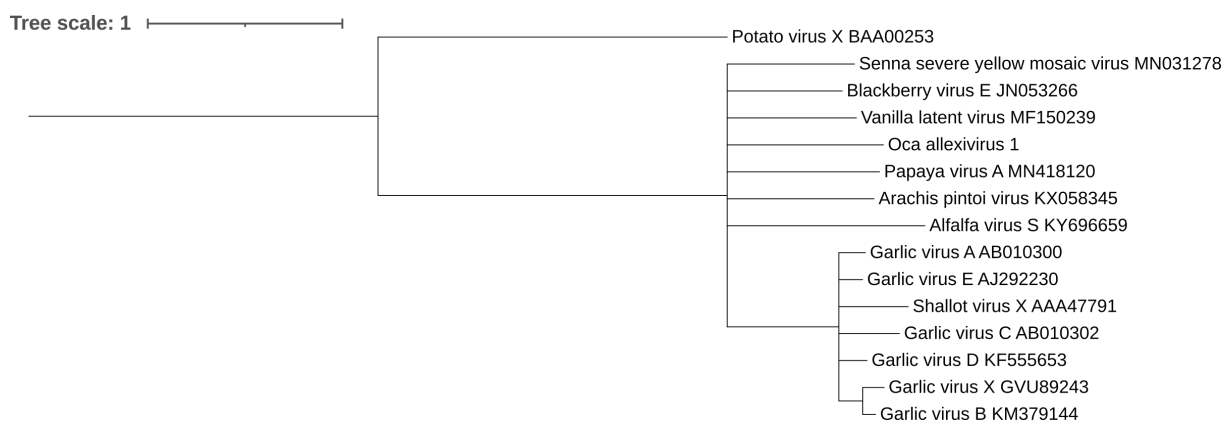 Tree scale: 1
Potato virus X BAA00253
Senna severe yellow mosaic virus MN031278
Blackberry virus E JN053266
Vanilla latent virus MF150239
Oca allexivirus 1
Papaya virus A MN418120
Arachis pintoi virus KX058345
Alfalfa virus S KY696659
Garlic virus A AB010300
Garlic virus E AJ292230
Shallot virus X AAA47791
Garlic virus C AB010302
Garlic virus D KF555653
Garlic virus X GVU89243
Garlic virus B KM379144